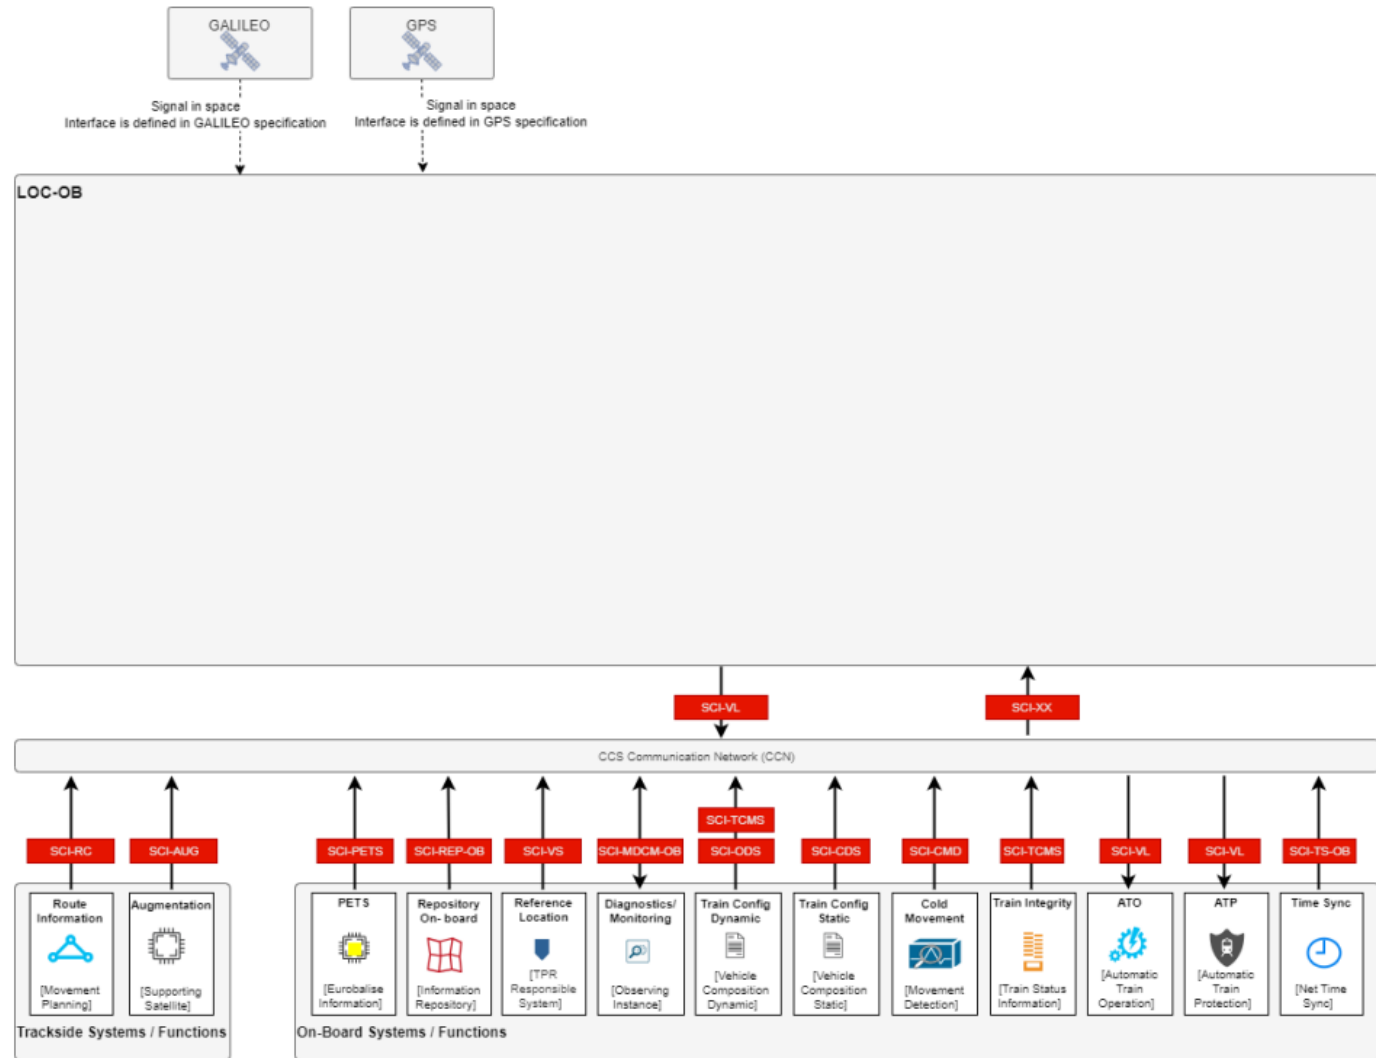 GALILEO
GPS
Signal in space
Interface is defined in GALILEO specification
Signal in space
Interface is defined in GPS specification
LOC-OB
SCI-VL
SCI-XX
CCS Communication Network (CCN)
SCI-TCMS
SCI-RC
SCI-AUG
SCI-PETS
SCI-REP-OB
SCI-VS
SCI-MDCM-OB
SCI-ODS
SCI-CDS
SCI-CMD
SCI-TCMS
SCI-VL
SCI-VL
SCI-TS-OB
Route
Information
[Movement
Planning]
Augmentation
[Supporting
Satellite]
Trackside Systems / Functions
PETS
[Eurobalise
Information]
Repository
On- board
[Information
Repository]
Reference
Location
[TPR
Responsible
System]
Diagnostics/
Monitoring
[Observing
Instance]
Train Config
Dynamic
[Vehicle
Composition
Dynamic]
Train Config
Static
[Vehicle
Composition
Static]
Cold
Movement
[Movement
Detection]
Train Integrity
[Train Status
Information]
ATO
[Automatic
Train
Operation]
ATP
[Automatic
Train
Protection]
Time Sync
[Net Time
Sync]
On-Board Systems / Functions